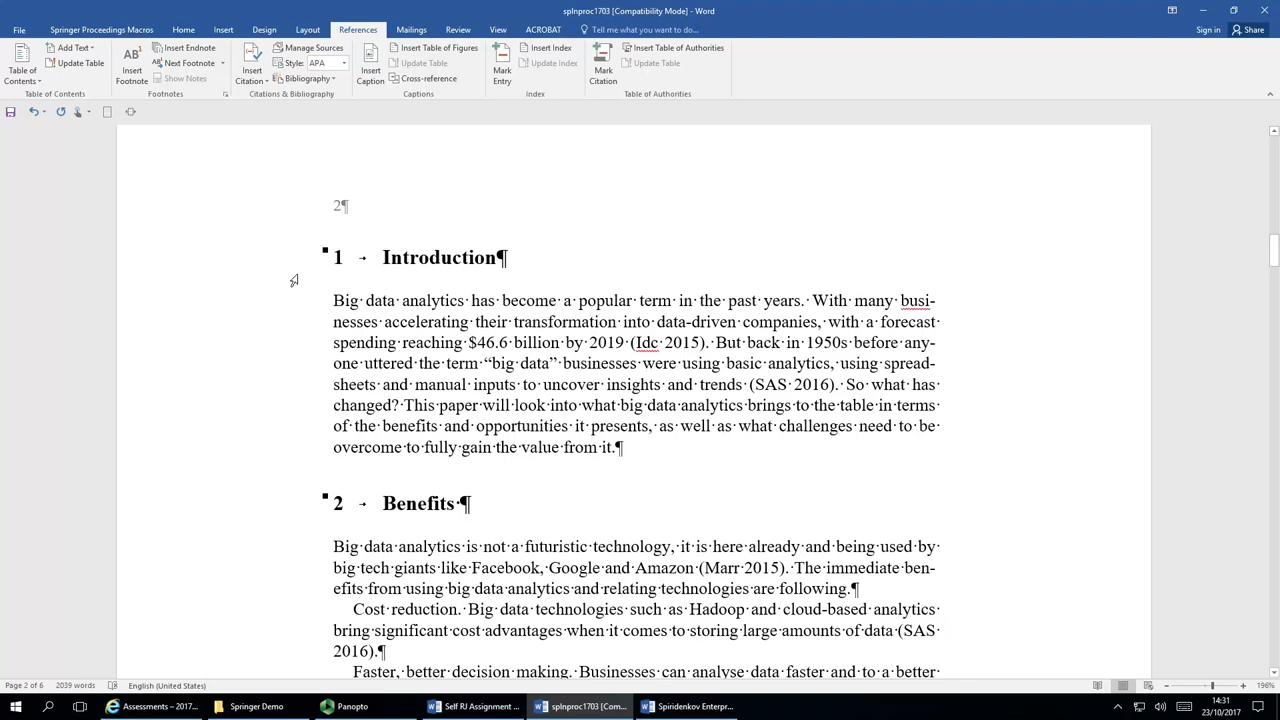 splnproc1703 [Compatibility Mode] - Word
File Springer Proceedings Macros Home Insert Design Layout References Mailings Review View ACROBAT Tell me what you want to do... Sign in Share
Table of Contents Add Text Update Table Insert Footnote AB¹ Insert Endnote Next Footnote Show Notes Insert Citation Manage Sources Style: APA Bibliography Insert Caption Insert Table of Figures Update Table Cross-reference Mark Entry Insert Index Update Index Mark Citation Insert Table of Authorities Update Table
Table of Contents Footnotes Citations & Bibliography Captions Index Table of Authorities
2¶
1 → Introduction¶
Big data analytics has become a popular term in the past years. With many busi-
nesses accelerating their transformation into data-driven companies, with a forecast
spending reaching $46.6 billion by 2019 (Idc 2015). But back in 1950s before any-
one uttered the term “big data” businesses were using basic analytics, using spread-
sheets and manual inputs to uncover insights and trends (SAS 2016). So what has
changed? This paper will look into what big data analytics brings to the table in terms
of the benefits and opportunities it presents, as well as what challenges need to be
overcome to fully gain the value from it.¶
2 → Benefits ¶
Big data analytics is not a futuristic technology, it is here already and being used by
big tech giants like Facebook, Google and Amazon (Marr 2015). The immediate ben-
efits from using big data analytics and relating technologies are following.¶
Cost reduction. Big data technologies such as Hadoop and cloud-based analytics
bring significant cost advantages when it comes to storing large amounts of data (SAS
2016).¶
Faster, better decision making. Businesses can analyse data faster and to a better
Page 2 of 6 2039 words English (United States) 196%
Assessments – 2017... Springer Demo Panopto Self RJ Assignment ... splnproc1703 [Com... Spiridenkov Enterpr... 14:31
23/10/2017